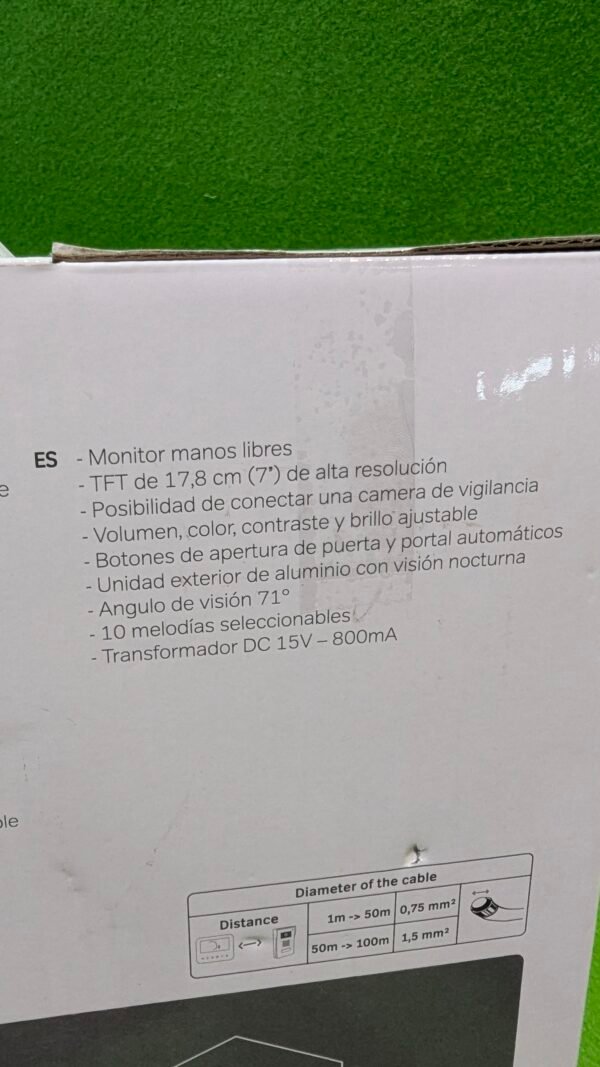 ES - Monitor manos libres
- TFT de 17,8 cm (7") de alta resolución
- Posibilidad de conectar una camera de vigilancia
- Volumen, color, contraste y brillo ajustable
- Botones de apertura de puerta y portal automáticos
- Unidad exterior de aluminio con visión nocturna
- Angulo de visión 71°
- 10 melodías seleccionables
- Transformador DC 15V – 800mA
Diameter of the cable
Distance
1m -> 50m 0,75 mm²
50m -> 100m 1,5 mm²